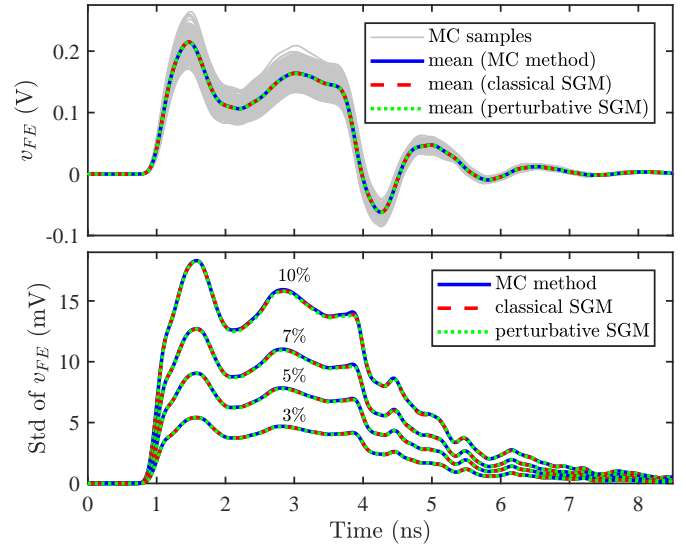 0.2
0.1
0
-0.1
v_FE (V)
MC samples
mean (MC method)
mean (classical SGM)
mean (perturbative SGM)
15
10
5
0
Std of v_FE (mV)
10%
7%
5%
3%
MC method
classical SGM
perturbative SGM
0 1 2 3 4 5 6 7 8
Time (ns)